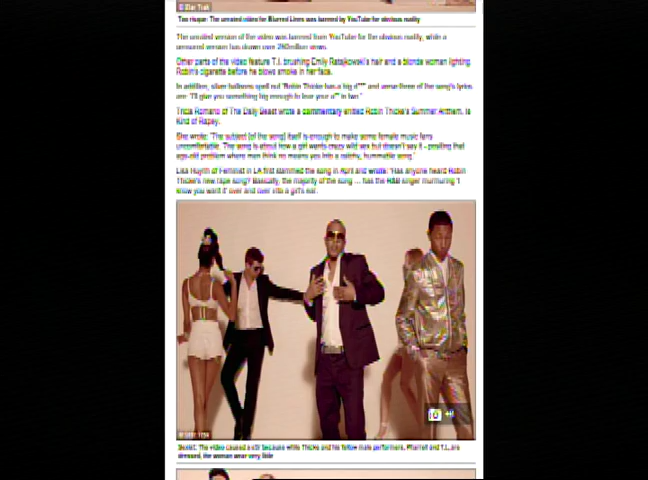 © Star Trak
Too risque: The unrated video for Blurred Lines was banned by YouTube for obvious nudity
The unrated version of the video was banned from YouTube for the obvious nudity, while a
censored version has drawn over 260million views.
Other parts of the video feature T.I. brushing Emily Ratajkowski's hair and a blonde woman lighting
Robin's cigarette before he blows smoke in her face.
In addition, silver balloons spell out 'Robin Thicke has a big d***' and verse three of the song's lyrics
are: 'I'll give you something big enough to tear your a** in two.'
Tricia Romano of The Daily Beast wrote a commentary entitled Robin Thicke's Summer Anthem, is
Kind of Rapey.
She wrote: 'The subject [of the song] itself is enough to make some female music fans
uncomfortable. The song is about how a girl wants crazy wild sex but doesn't say it - positing that
age-old problem where men think no means yes into a catchy, hummable song.'
Lisa Huyne of Feminist in LA first slammed the song in April and wrote: 'Has anyone heard Robin
Thicke's new rape song? Basically, the majority of the song ... has the R&B singer murmuring 'I
know you want it' over and over into a girl's ear.'
Sexist: The video caused a stir because while Thicke and his fellow male performers, Pharrell and T.I., are
dressed, the women wear very little